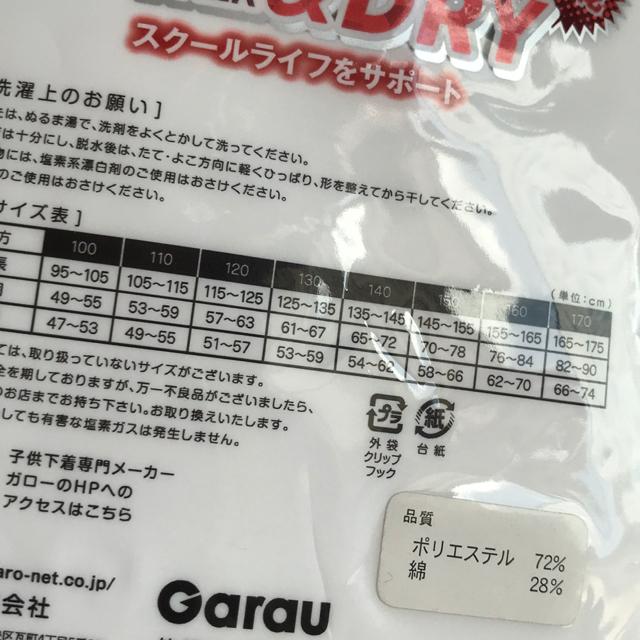 &DRY
スクールライフをサポート
洗濯上のお願い]
は、ぬるま湯で、洗剤をよくとかして洗ってください。
は十分にし、脱水後は、たて・よこ方向に軽くひっぱり、形を整えてから干してください。
物には、塩素系漂白剤のご使用はおさけください。
のご使用はおさけください。
サイズ表]
(単位:cm)
方 100 110 120 130 140 150 160 170
長 95〜105 105〜115 115〜125 125〜135 135〜145 145〜155 155〜165 165〜175
囲 49〜55 53〜59 57〜63 61〜67 65〜72 70〜78 76〜84 82〜90
47〜53 49〜55 51〜57 53〜59 54〜62 58〜66 62〜70 66〜74
ては、取り扱っていないサイズがございます。
全を期しておりますが、万一不良品がございましたら、
のお店までお持ち下さい。お取り換えいたします。
しても有害な塩素ガスは発生しません。
プラ 紙
外袋 台紙
クリップ
フック
子供下着専門メーカー
ガローのHPへの
アクセスはこちら
品質
ポリエステル 72%
綿 28%
aro-net.co.jp/
会社
Garau